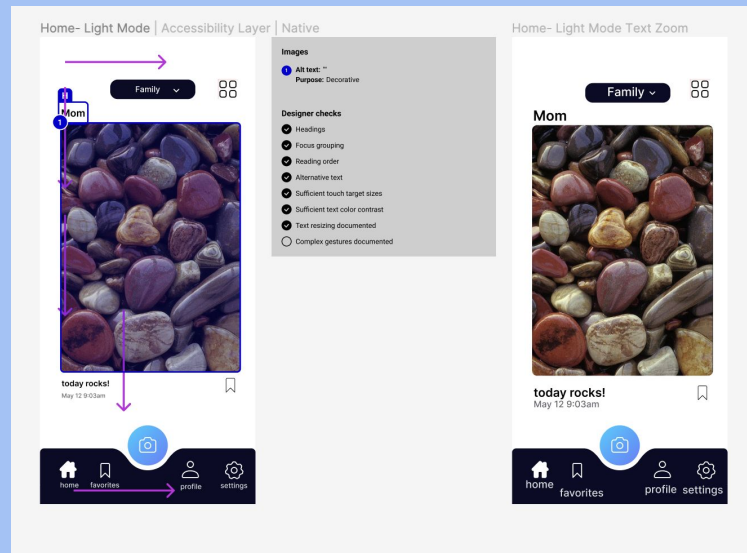 Home- Light Mode | Accessibility Layer | Native
Family
H
Mom
1
today rocks!
May 12 9:03am
home
favorites
profile
settings
Images
1
Alt text: ""
Purpose: Decorative
Designer checks
Headings
Focus grouping
Reading order
Alternative text
Sufficient touch target sizes
Sufficient text color contrast
Text resizing documented
Complex gestures documented
Home- Light Mode Text Zoom
Family
Mom
today rocks!
May 12 9:03am
home
favorites
profile
settings